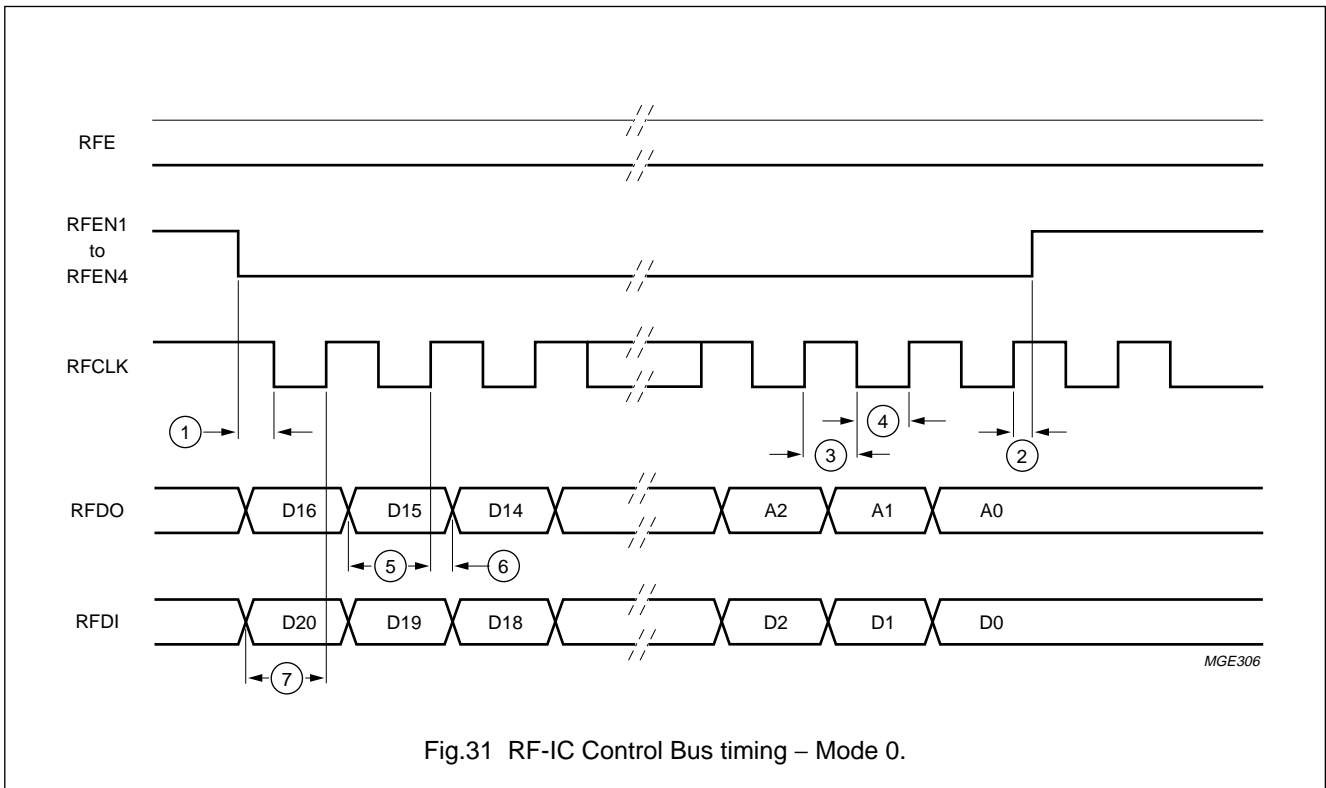 RFE
RFEN1
to
RFEN4
RFCLK
1
4
3
2
RFDO
D16 D15 D14 A2 A1 A0
5
6
RFDI
D20 D19 D18 D2 D1 D0
7
MGE306
Fig.31 RF-IC Control Bus timing – Mode 0.